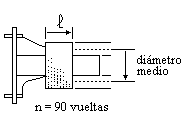 ℓ
diámetro
medio
n = 90 vueltas